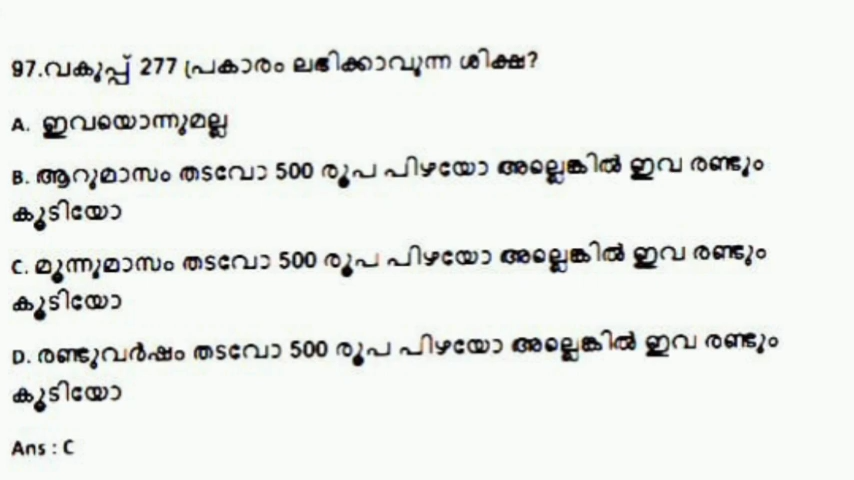 97.വകുപ്പ് 277 പ്രകാരം ലഭിക്കാവുന്ന ശിക്ഷ?
A. ഇവയൊന്നുമല്ല
B. ആറുമാസം തടവോ 500 രൂപ പിഴയോ അല്ലെങ്കിൽ ഇവ രണ്ടും
കൂടിയോ
C. മൂന്നുമാസം തടവോ 500 രൂപ പിഴയോ അല്ലെങ്കിൽ ഇവ രണ്ടും
കൂടിയോ
D. രണ്ടുവർഷം തടവോ 500 രൂപ പിഴയോ അല്ലെങ്കിൽ ഇവ രണ്ടും
കൂടിയോ
Ans : C